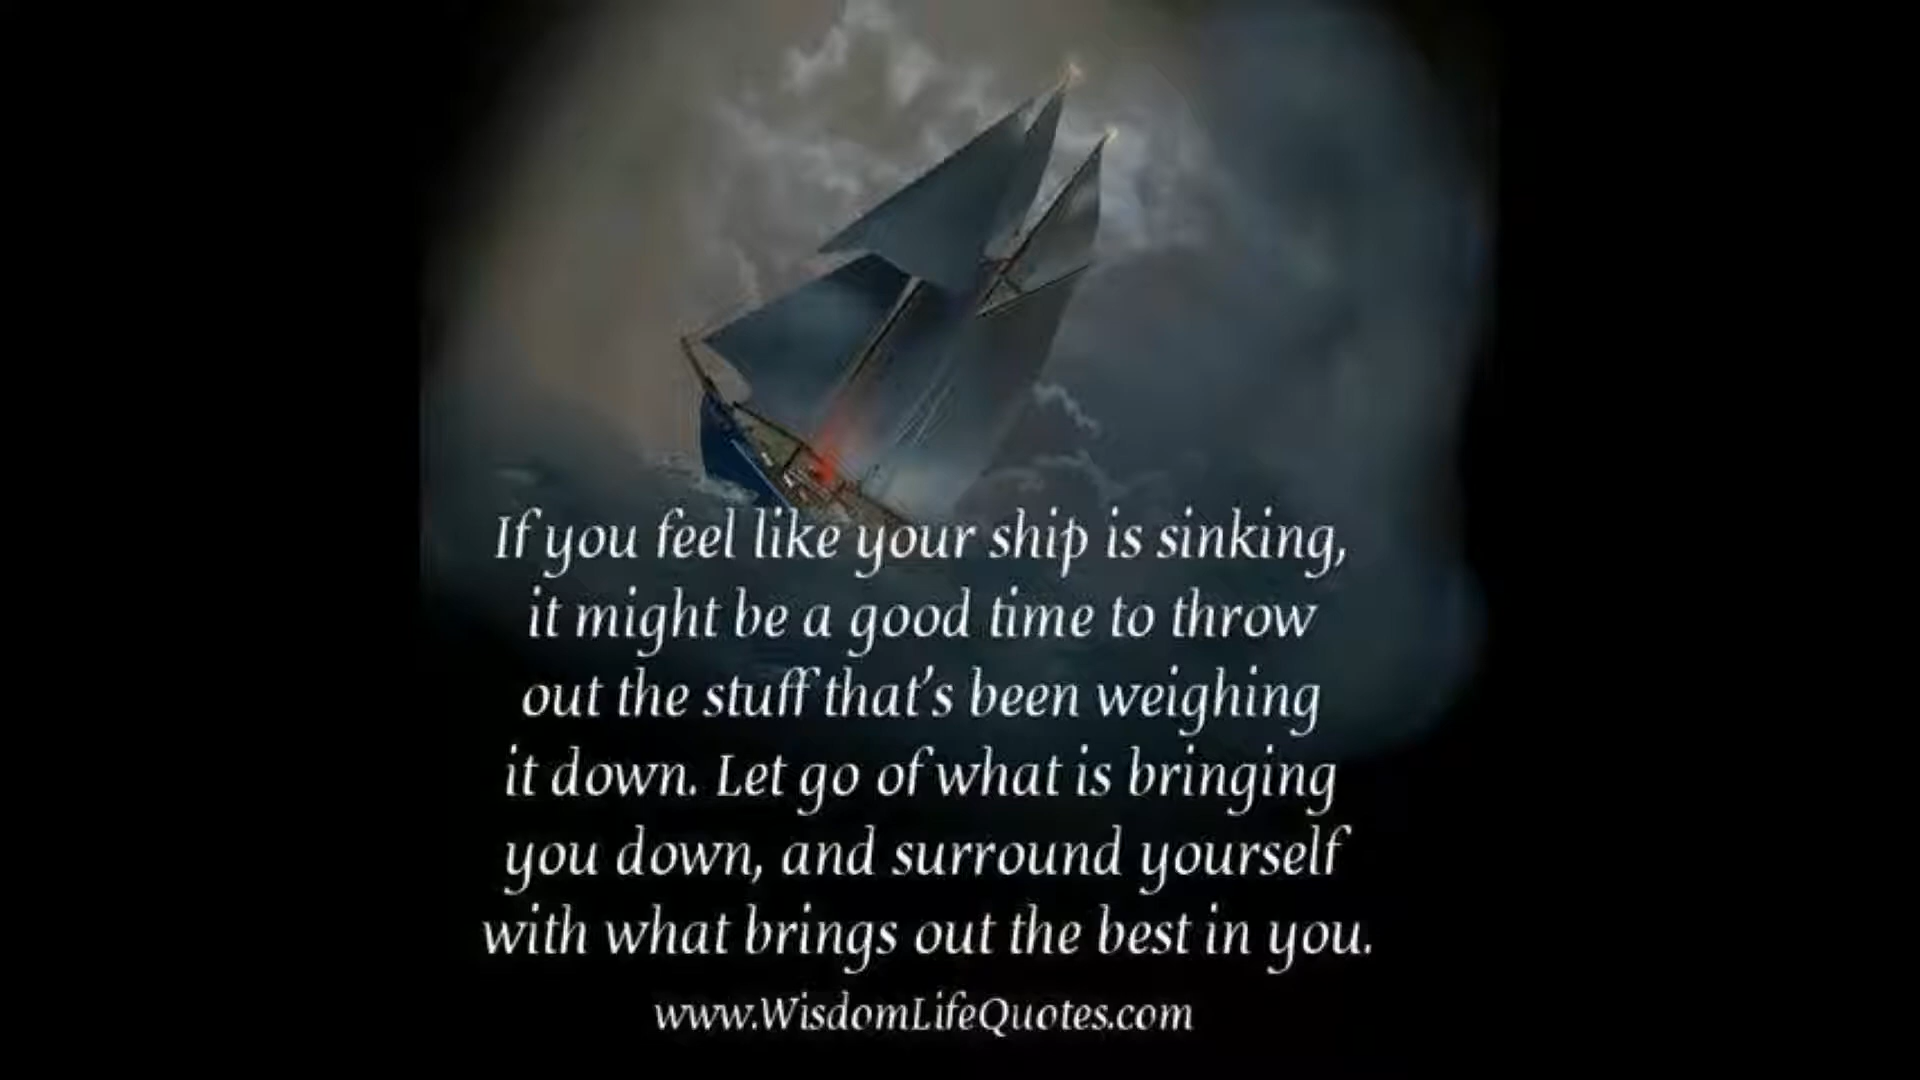 If you feel like your ship is sinking,
it might be a good time to throw
out the stuff that's been weighing
it down. Let go of what is bringing
you down, and surround yourself
with what brings out the best in you.
www.WisdomLifeQuotes.com